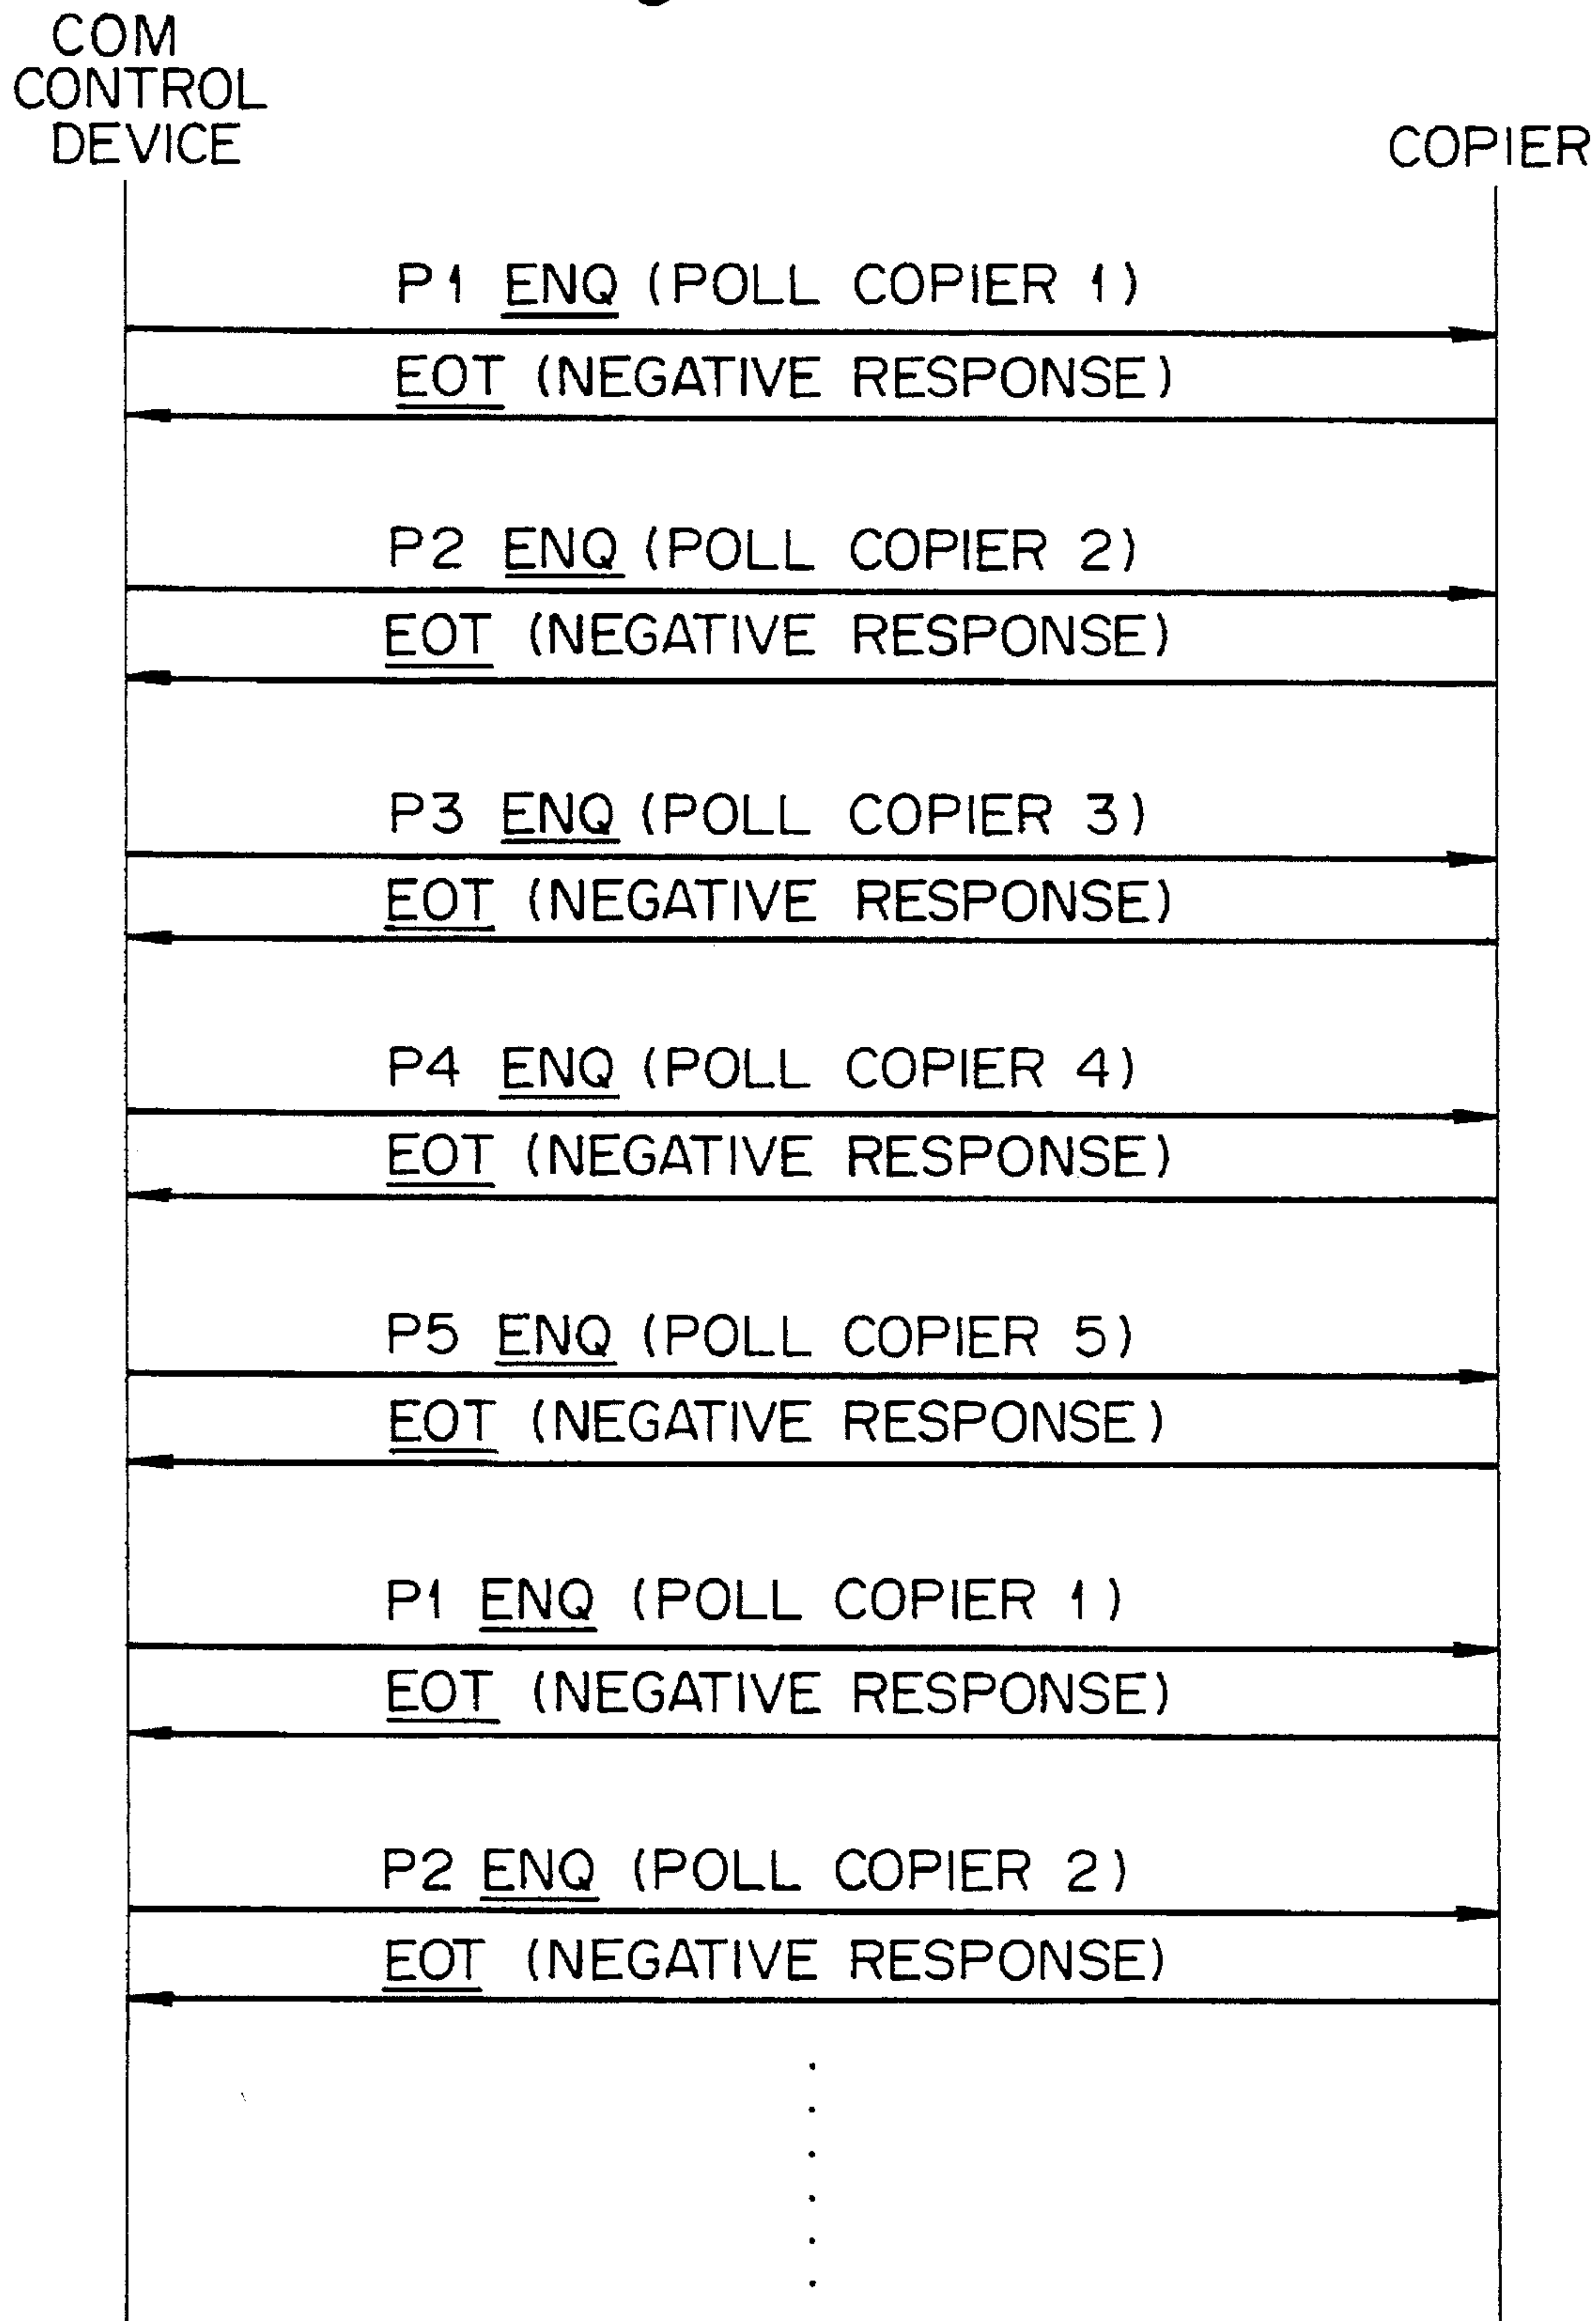 COM
CONTROL
DEVICE
COPIER
P1 ENQ (POLL COPIER 1)
EOT (NEGATIVE RESPONSE)
P2 ENQ (POLL COPIER 2)
EOT (NEGATIVE RESPONSE)
P3 ENQ (POLL COPIER 3)
EOT (NEGATIVE RESPONSE)
P4 ENQ (POLL COPIER 4)
EOT (NEGATIVE RESPONSE)
P5 ENQ (POLL COPIER 5)
EOT (NEGATIVE RESPONSE)
P1 ENQ (POLL COPIER 1)
EOT (NEGATIVE RESPONSE)
P2 ENQ (POLL COPIER 2)
EOT (NEGATIVE RESPONSE)